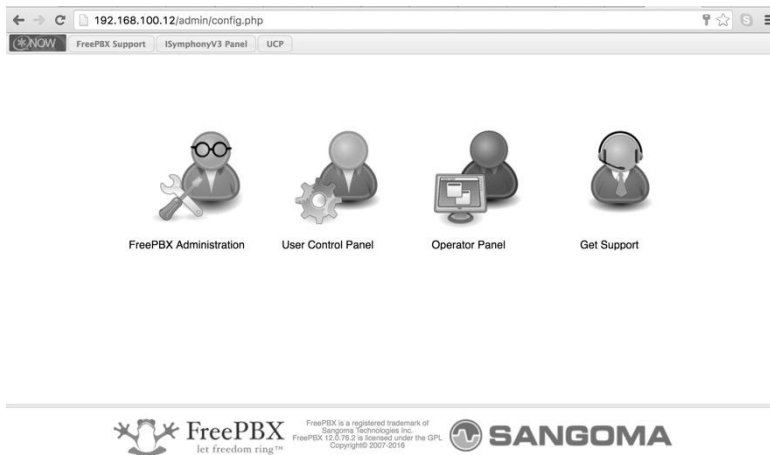 192.168.100.12/admin/config.php
NOW FreePBX Support ISymphonyV3 Panel UCP
FreePBX Administration User Control Panel Operator Panel Get Support
FreePBX
let freedom ring™
FreePBX is a registered trademark of
Sangoma Technologies Inc.
FreePBX 12.0.76.2 is licensed under the GPL
Copyright© 2007-2016
SANGOMA